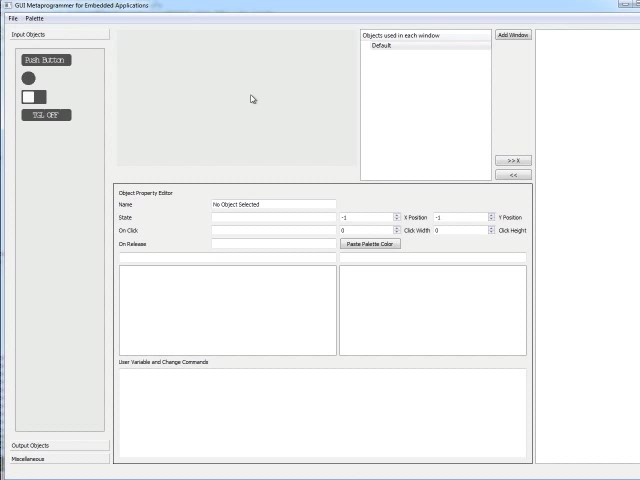 GUI Metaprogrammer for Embedded Applications
File Palette
Input Objects
Push Button
TGL OFF
Output Objects
Miscellaneous
Objects used in each window
Default
Add Window
>> X
<<
Object Property Editor
Name No Object Selected
State -1 X Position -1 Y Position
On Click 0 Click Width 0 Click Height
On Release Paste Palette Color
User Variable and Change Commands